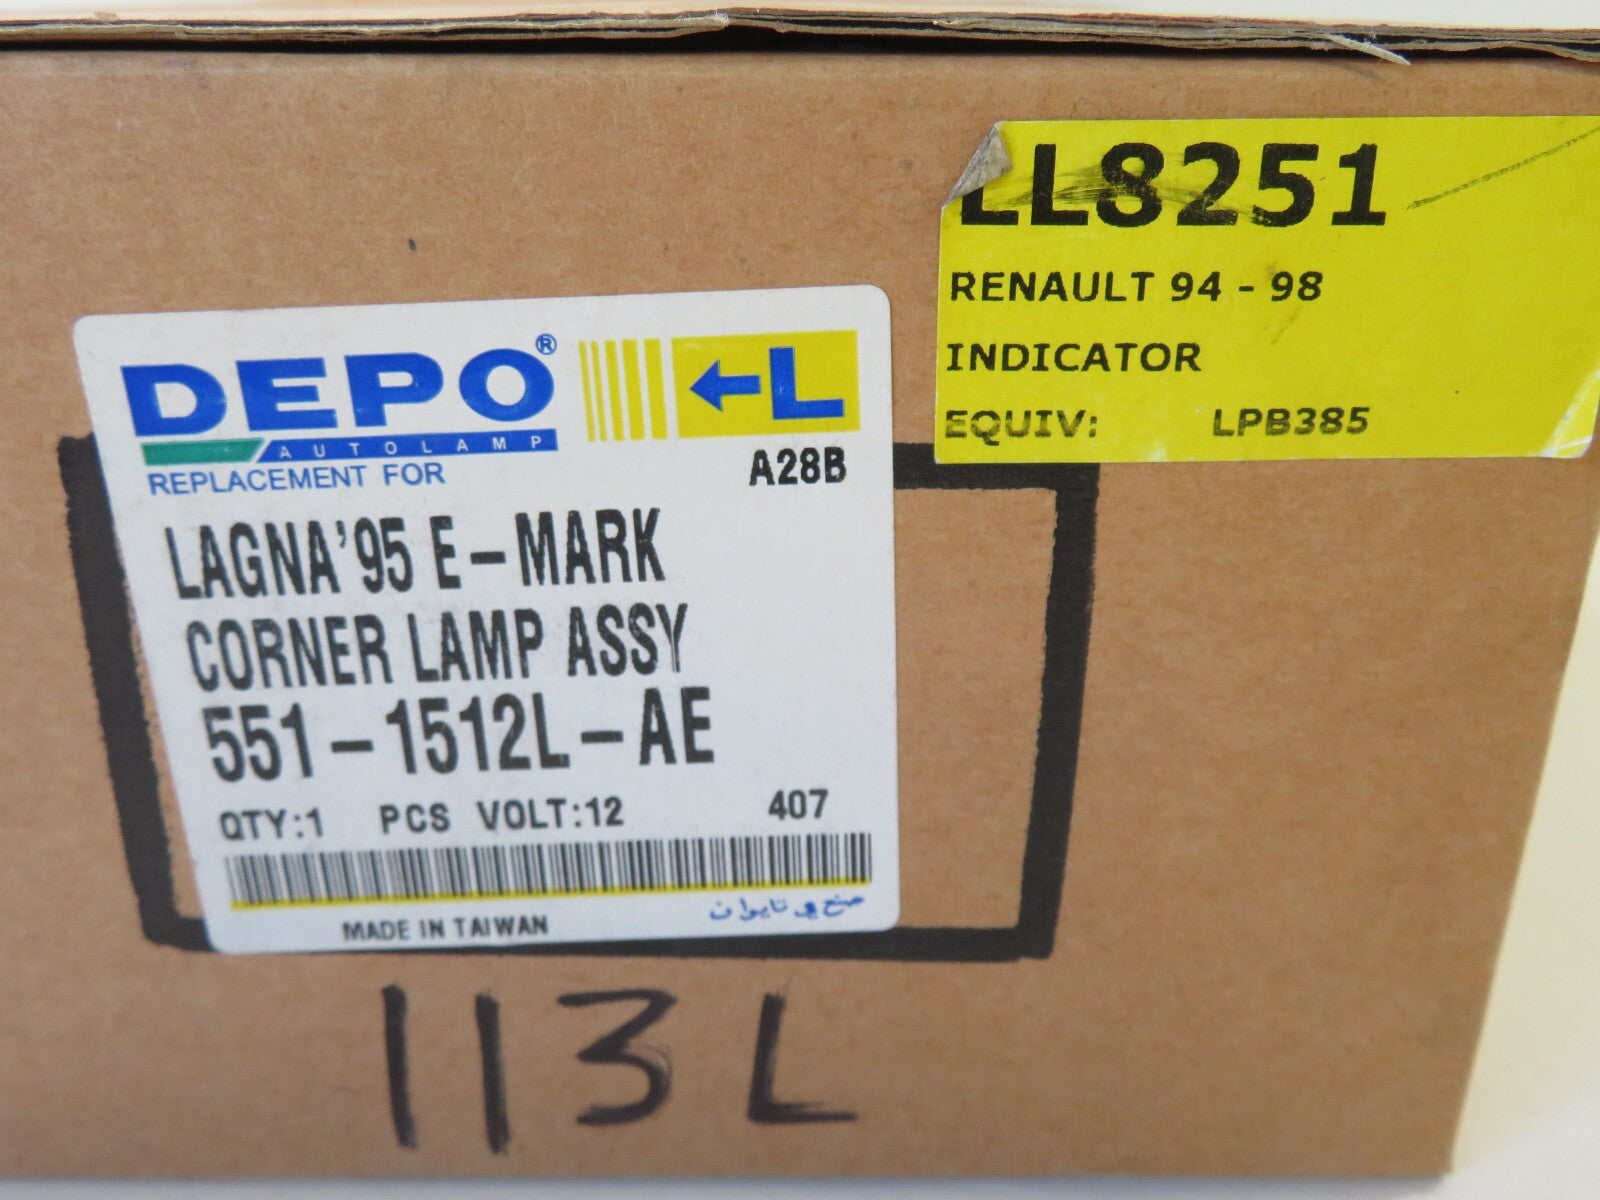 LL8251
RENAULT 94 - 98
INDICATOR
EQUIV: LPB385
DEPO®
AUTOLAMP
←L
REPLACEMENT FOR
A28B
LAGNA'95 E-MARK
CORNER LAMP ASSY
551-1512L-AE
QTY:1 PCS VOLT:12 407
MADE IN TAIWAN
صنع في تايوان
113L